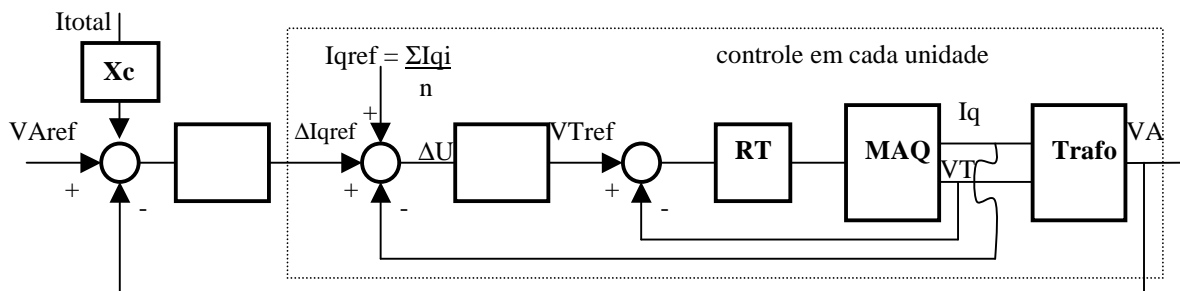 Itotal
Xc
VAref
+
-
ΔIqref
Iqref = ΣIqi
n
+
+
-
ΔU
VTref
+
-
controle em cada unidade
RT
MAQ
Iq
VT
Trafo
VA